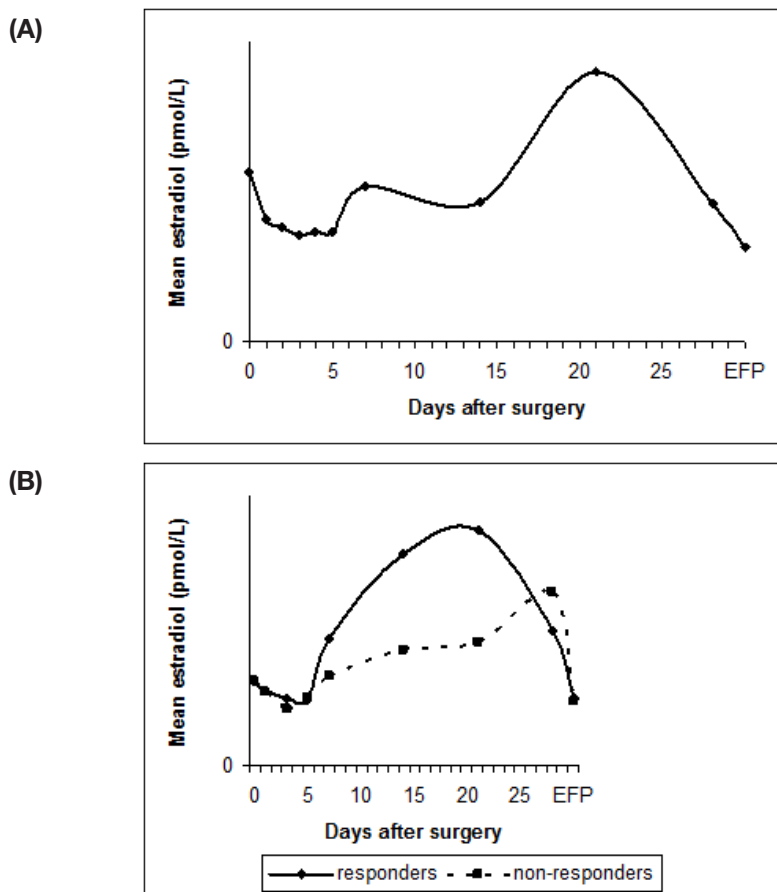 (A)
Mean estradiol (pmol/L)
0
0 5 10 15 20 25 EFP
Days after surgery
(B)
Mean estradiol (pmol/L)
0
0 5 10 15 20 25 EFP
Days after surgery
responders non-responders